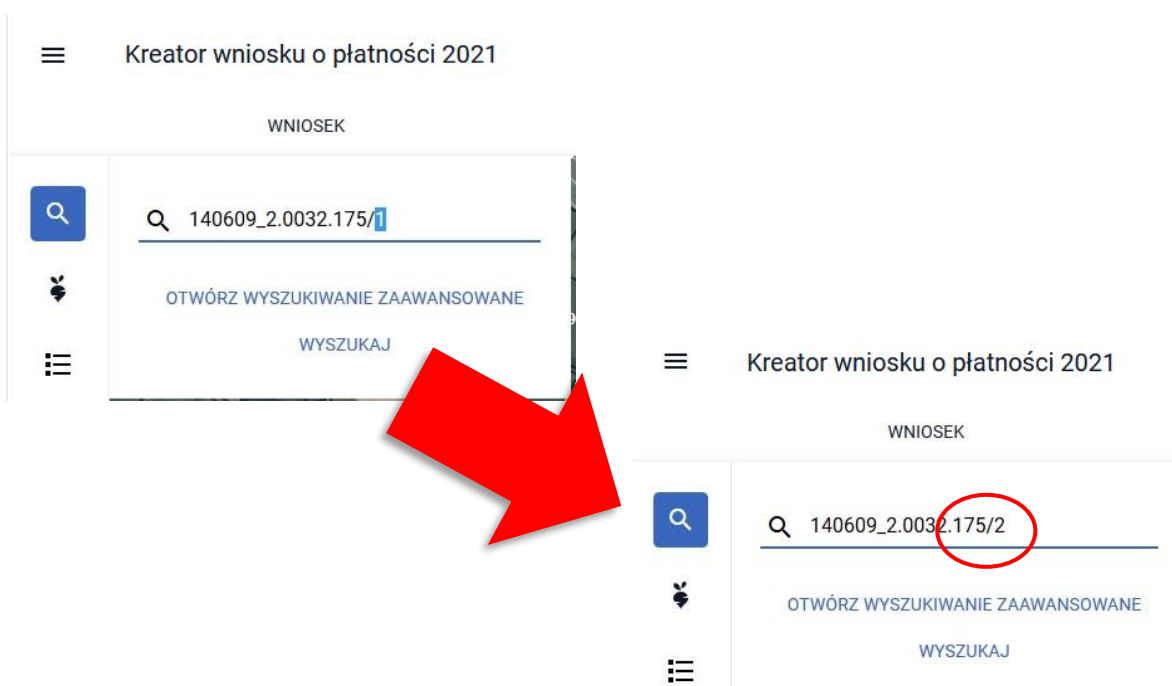 Kreator wniosku o płatności 2021
WNIOSEK
140609_2.0032.175/1
OTWÓRZ WYSZUKIWANIE ZAAWANSOWANE
WYSZUKAJ
9
Kreator wniosku o płatności 2021
WNIOSEK
140609_2.0032.175/2
OTWÓRZ WYSZUKIWANIE ZAAWANSOWANE
WYSZUKAJ